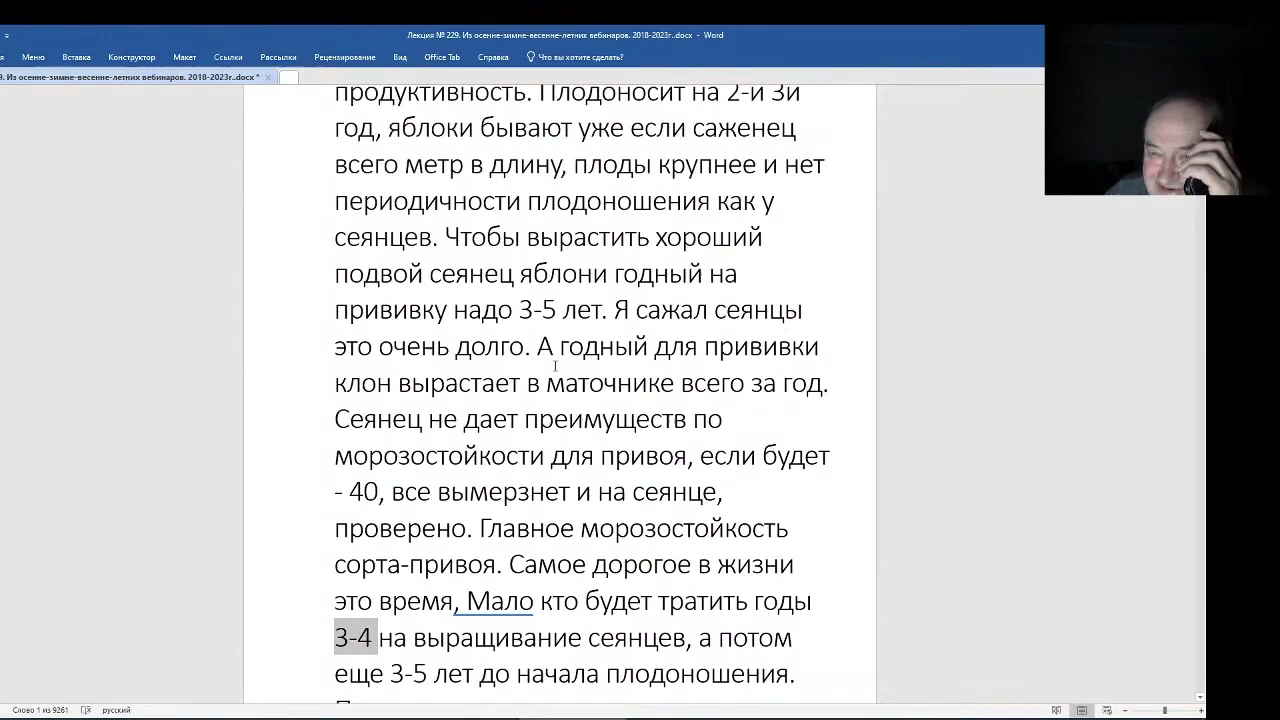 Лекция № 229. Из осенне-зимне-весенне-летних вебинаров. 2018-2023г..docx - Word
Меню Вставка Конструктор Макет Ссылки Рассылки Рецензирование Вид Office Tab Справка Что вы хотите сделать?
9. Из осенне-зимне-весенне-летних вебинаров. 2018-2023г..docx *
продуктивность. Плодоносит на 2-и 3и
год, яблоки бывают уже если саженец
всего метр в длину, плоды крупнее и нет
периодичности плодоношения как у
сеянцев. Чтобы вырастить хороший
подвой сеянец яблони годный на
прививку надо 3-5 лет. Я сажал сеянцы
это очень долго. А годный для прививки
клон вырастает в маточнике всего за год.
Сеянец не дает преимуществ по
морозостойкости для привоя, если будет
- 40, все вымерзнет и на сеянце,
проверено. Главное морозостойкость
сорта-привоя. Самое дорогое в жизни
это время, Мало кто будет тратить годы
3-4 на выращивание сеянцев, а потом
еще 3-5 лет до начала плодоношения.
Слово 1 из 9261 русский